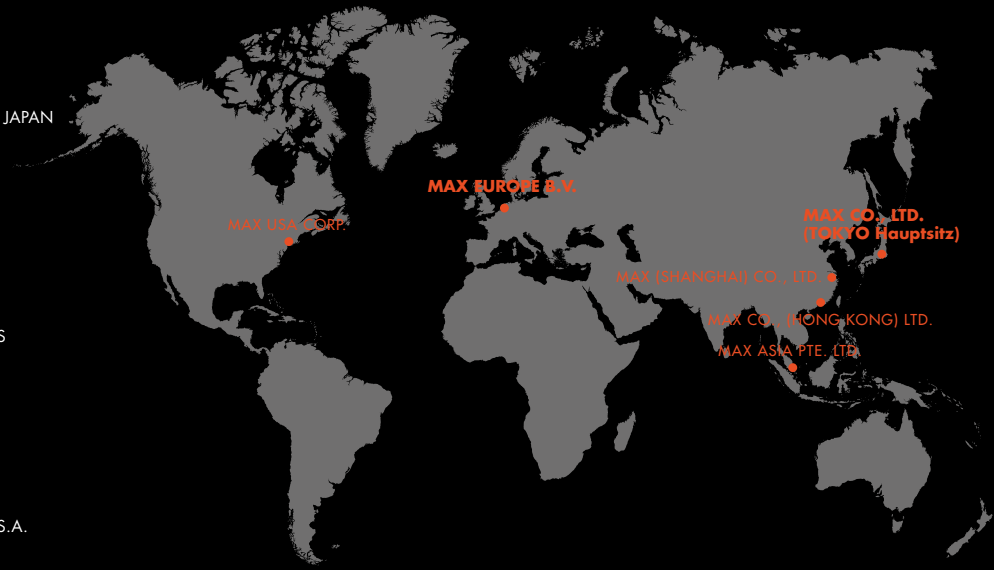 JAPAN
MAX EUROPE B.V.
MAX USA CORP.
MAX CO., LTD.
(TOKYO Hauptsitz)
MAX (SHANGHAI) CO., LTD.
MAX CO., (HONG KONG) LTD.
S
MAX ASIA PTE. LTD.
S.A.